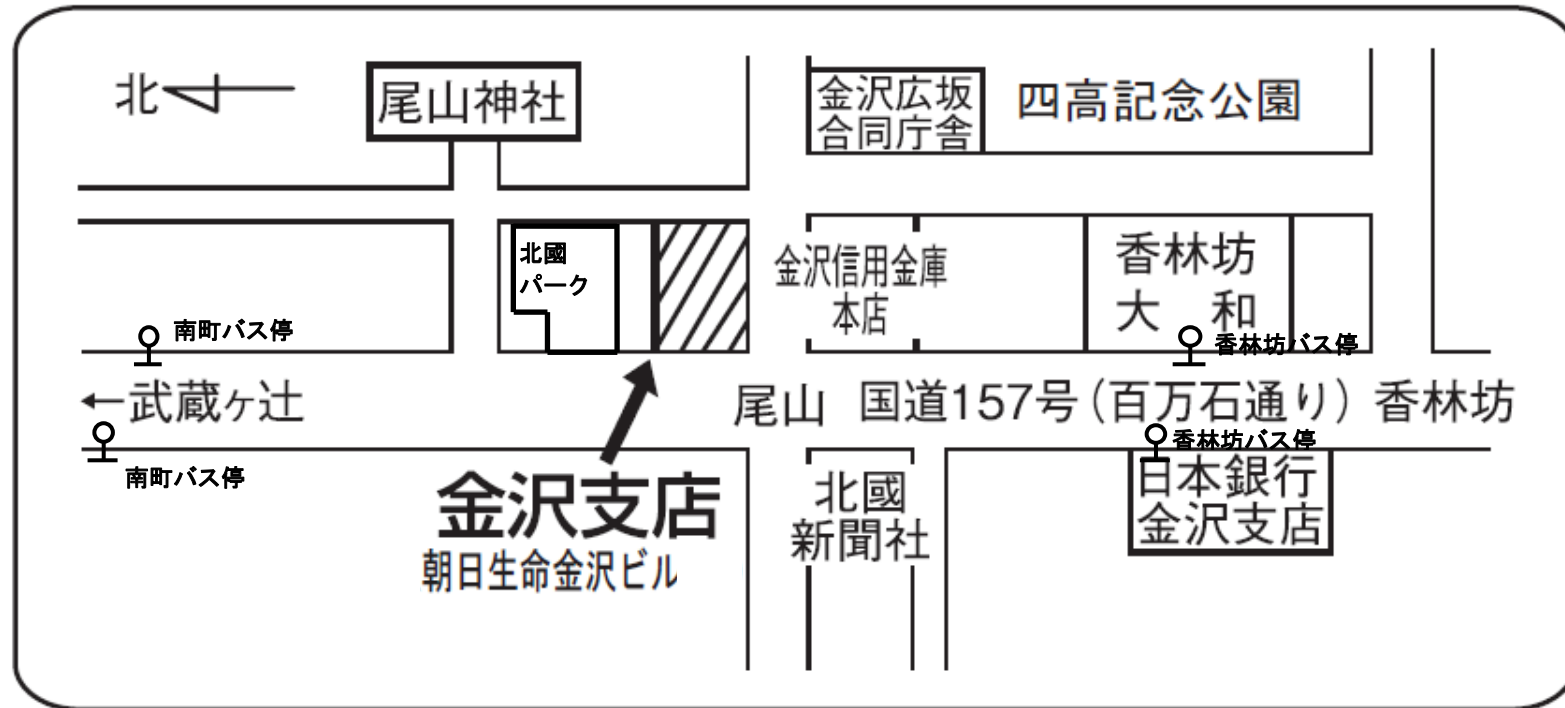 北
尾山神社
金沢広坂
合同庁舎
四高記念公園
北國
パーク
金沢信用金庫
本店
香林坊
大 和
南町バス停
香林坊バス停
←武蔵ヶ辻
尾山 国道157号(百万石通り) 香林坊
南町バス停
香林坊バス停
金沢支店
朝日生命金沢ビル
北國
新聞社
日本銀行
金沢支店